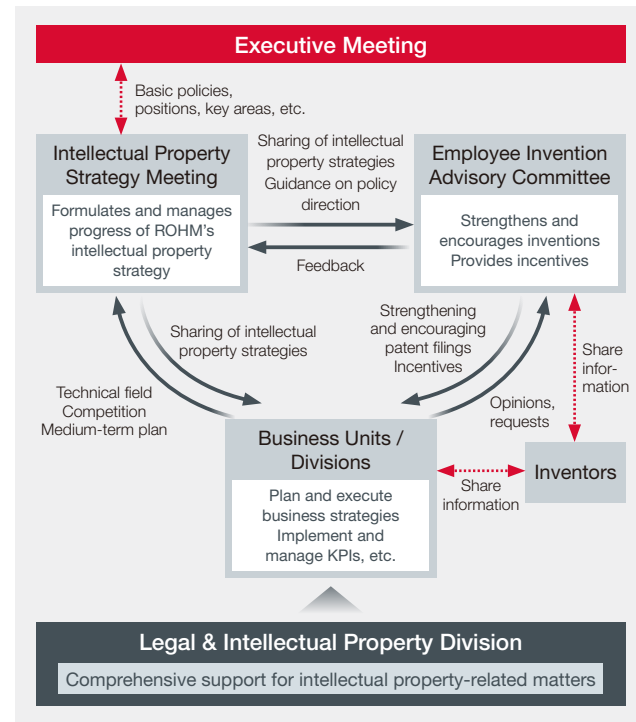 Executive Meeting
Basic policies,
positions, key areas, etc.
Intellectual Property
Strategy Meeting
Formulates and manages
progress of ROHM's
intellectual property
strategy
Sharing of intellectual
property strategies
Guidance on policy
direction
Feedback
Employee Invention
Advisory Committee
Strengthens and
encourages inventions
Provides incentives
Sharing of intellectual
property strategies
Technical field
Competition
Medium-term plan
Strengthening
and encouraging
patent filings
Incentives
Opinions,
requests
Share
infor-
mation
Business Units /
Divisions
Plan and execute
business strategies
Implement and
manage KPIs, etc.
Share
information
Inventors
Legal & Intellectual Property Division
Comprehensive support for intellectual property-related matters